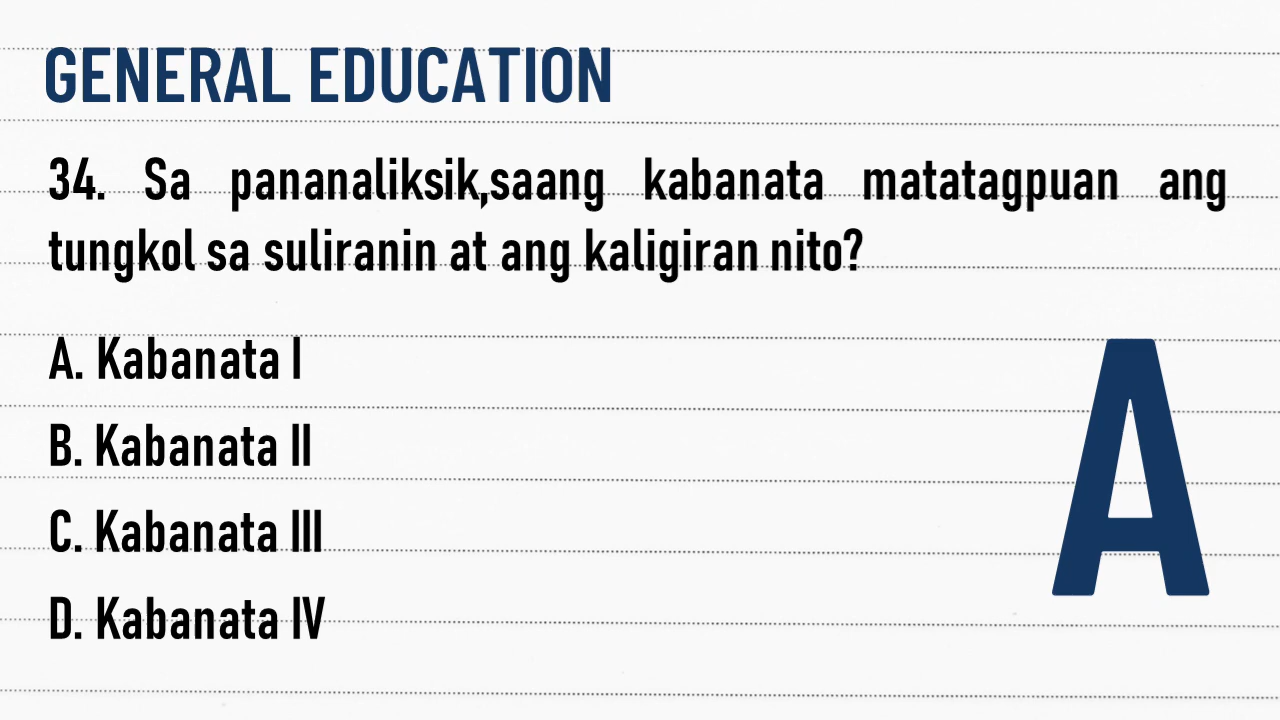 GENERAL EDUCATION
34. Sa pananaliksik,saang kabanata matatagpuan ang
tungkol sa suliranin at ang kaligiran nito?
A. Kabanata I
B. Kabanata II
C. Kabanata III
D. Kabanata IV
A